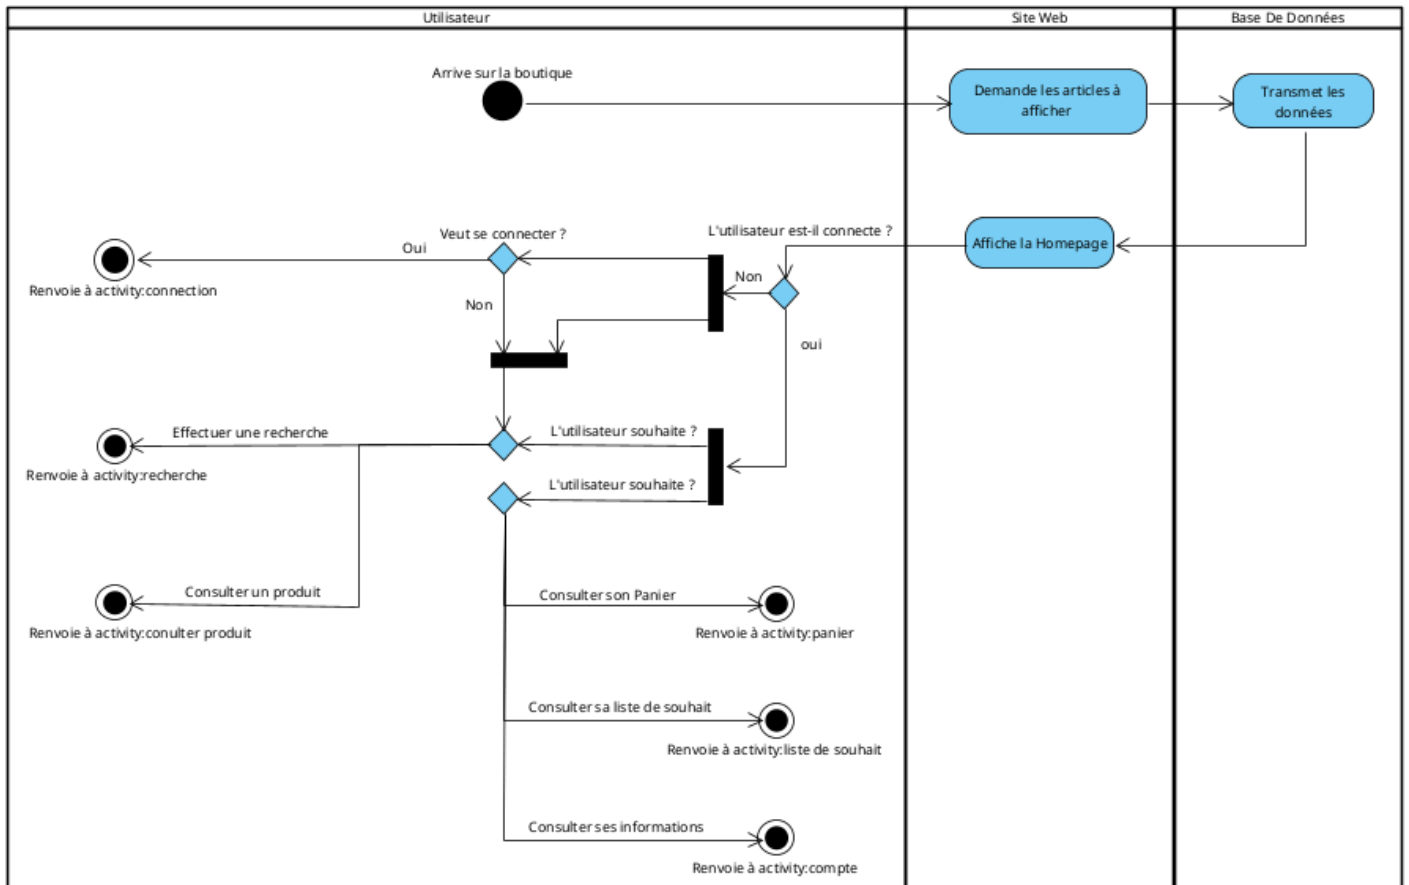 Utilisateur
Site Web
Base De Données
Arrive sur la boutique
Demande les articles à
afficher
Transmet les
données
L'utilisateur est-il connecte ?
Affiche la Homepage
Veut se connecter ?
Oui
Non
Renvoie à activity:connection
Non
oui
Effectuer une recherche
L'utilisateur souhaite ?
Renvoie à activity:recherche
L'utilisateur souhaite ?
Consulter un produit
Consulter son Panier
Renvoie à activity:conulter produit
Renvoie à activity:panier
Consulter sa liste de souhait
Renvoie à activity:liste de souhait
Consulter ses informations
Renvoie à activity:compte